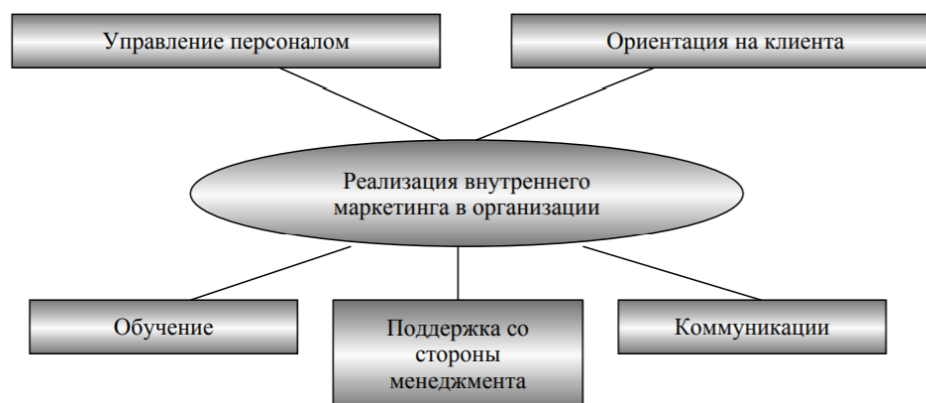 Управление персоналом
Ориентация на клиента
Реализация внутреннего
маркетинга в организации
Обучение
Поддержка со
стороны
менеджмента
Коммуникации